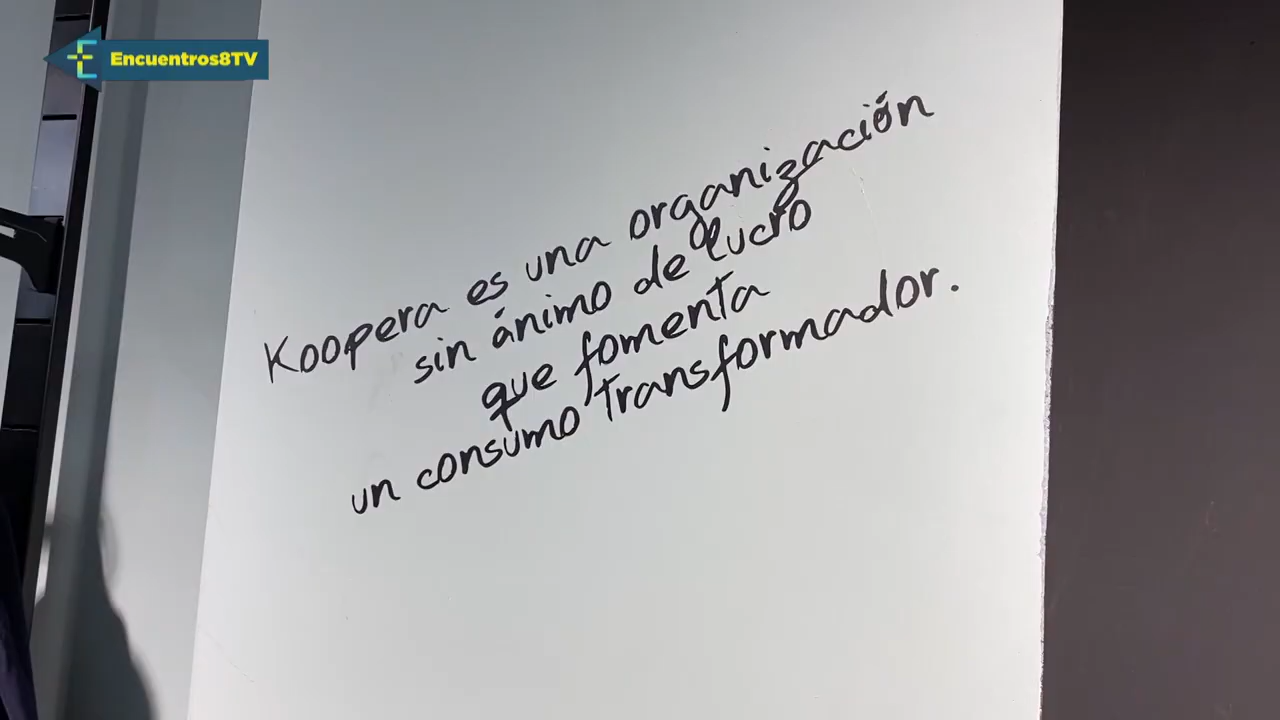 Encuentros8TV
Koopera es una organización
sin ánimo de lucro
que fomenta
un consumo transformador.